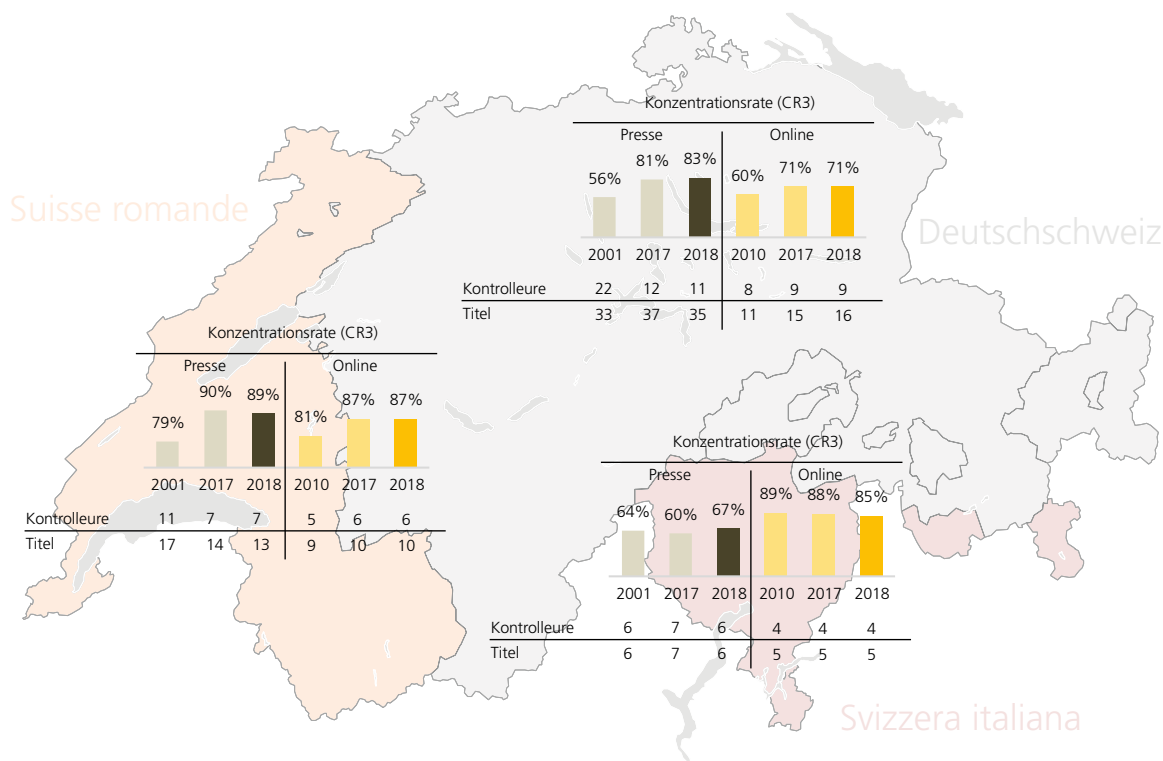 Konzentrationsrate (CR3)
Presse Online
56% 81% 83% 60% 71% 71%
2001 2017 2018 2010 2017 2018
Kontrolleure 22 12 11 8 9 9
Titel 33 37 35 11 15 16
Suisse romande
Deutschschweiz
Konzentrationsrate (CR3)
Presse Online
79% 90% 89% 81% 87% 87%
2001 2017 2018 2010 2017 2018
Kontrolleure 11 7 7 5 6 6
Titel 17 14 13 9 10 10
Konzentrationsrate (CR3)
Presse Online
64% 60% 67% 89% 88% 85%
2001 2017 2018 2010 2017 2018
Kontrolleure 6 7 6 4 4 4
Titel 6 7 6 5 5 5
Svizzera italiana